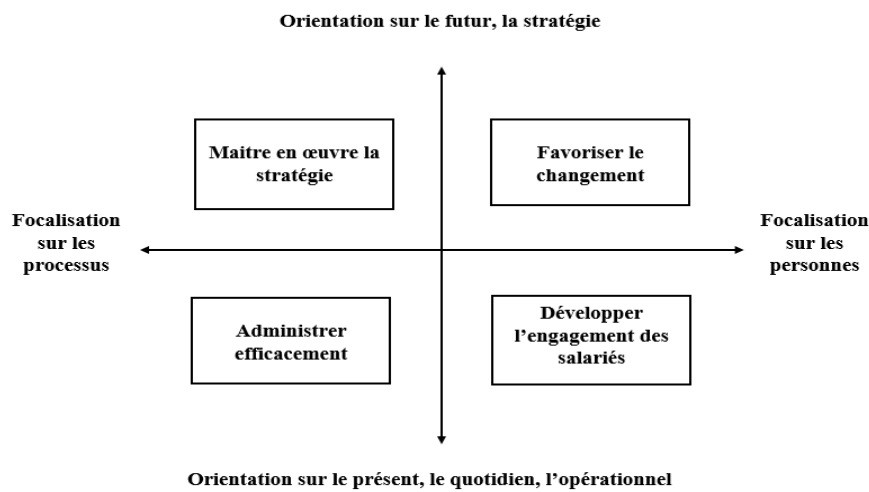 Orientation sur le futur, la stratégie
Maitre en œuvre la
stratégie
Favoriser le
changement
Focalisation
sur les
processus
Focalisation
sur les
personnes
Administrer
efficacement
Développer
l’engagement des
salariés
Orientation sur le présent, le quotidien, l’opérationnel